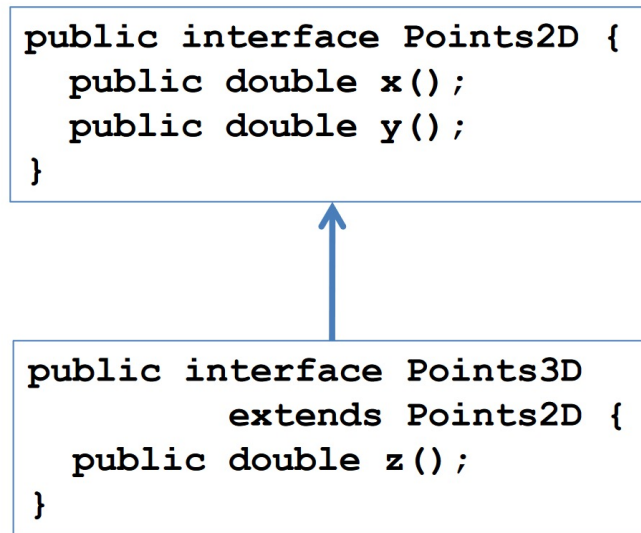 public interface Points2D {
public double x();
public double y();
}
public interface Points3D
extends Points2D {
public double z();
}